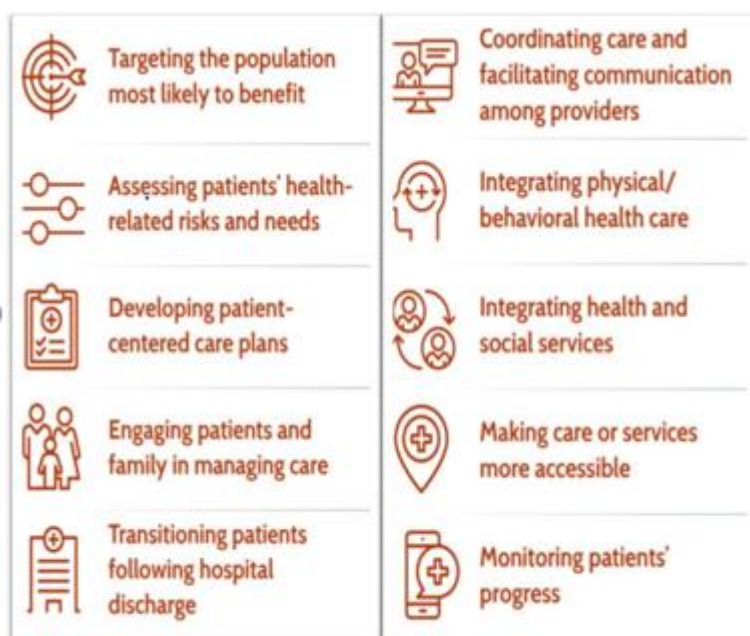 Targeting the population
most likely to benefit
Assessing patients' health-
related risks and needs
Developing patient-
centered care plans
Engaging patients and
family in managing care
Transitioning patients
following hospital
discharge
Coordinating care and
facilitating communication
among providers
Integrating physical/
behavioral health care
Integrating health and
social services
Making care or services
more accessible
Monitoring patients'
progress